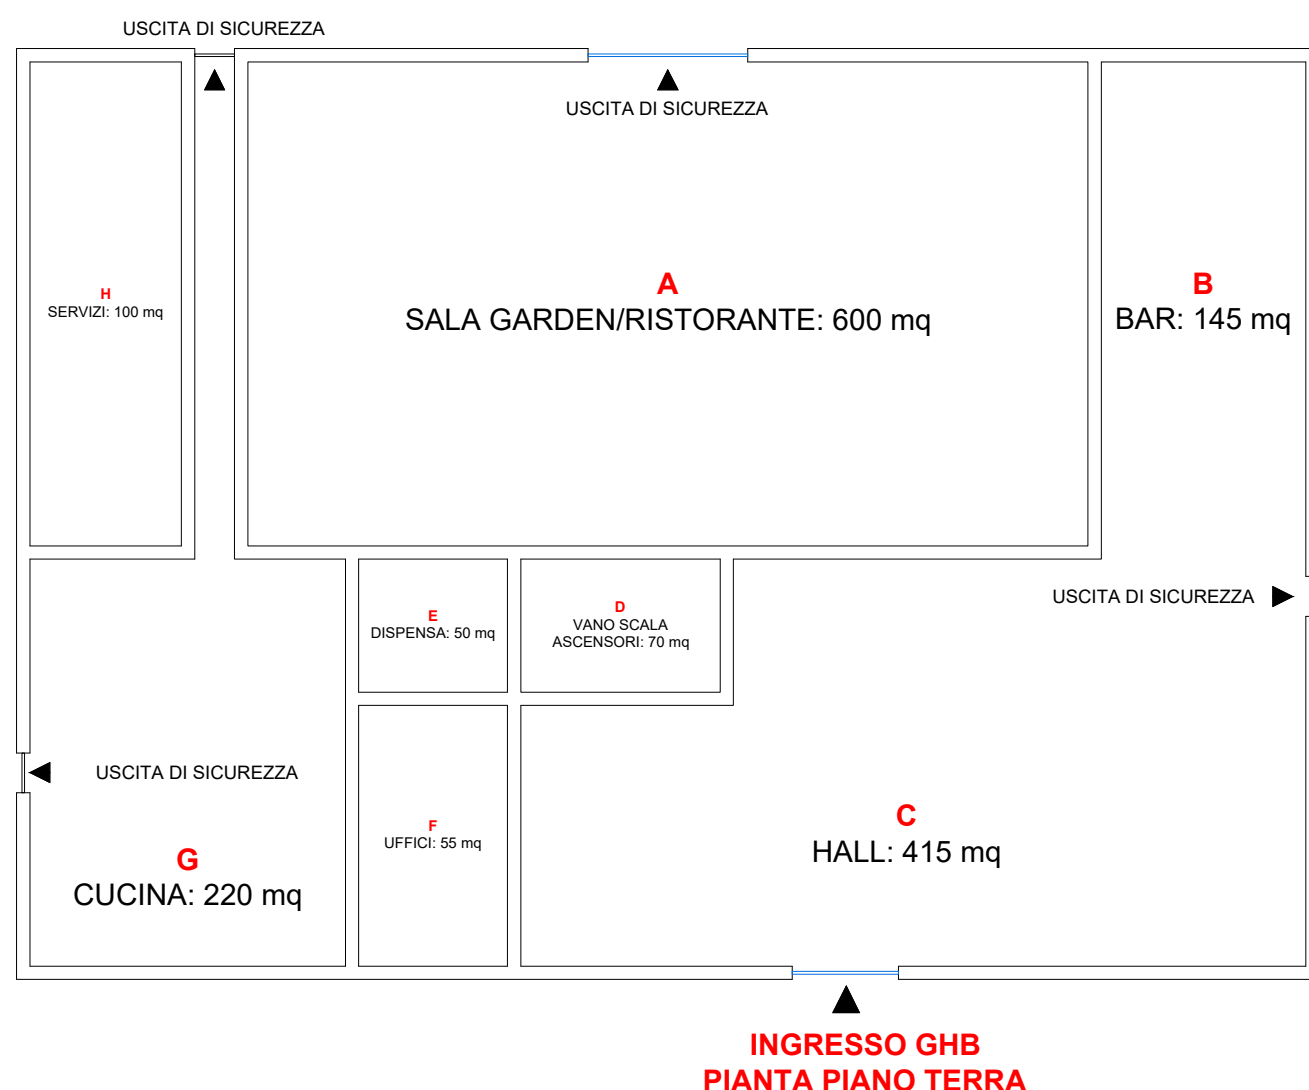 USCITA DI SICUREZZA
USCITA DI SICUREZZA
H
SERVIZI: 100 mq
A
SALA GARDEN/RISTORANTE: 600 mq
B
BAR: 145 mq
E
DISPENSA: 50 mq
D
VANO SCALA
ASCENSORI: 70 mq
USCITA DI SICUREZZA
USCITA DI SICUREZZA
G
CUCINA: 220 mq
F
UFFICI: 55 mq
C
HALL: 415 mq
INGRESSO GHB
PIANTA PIANO TERRA